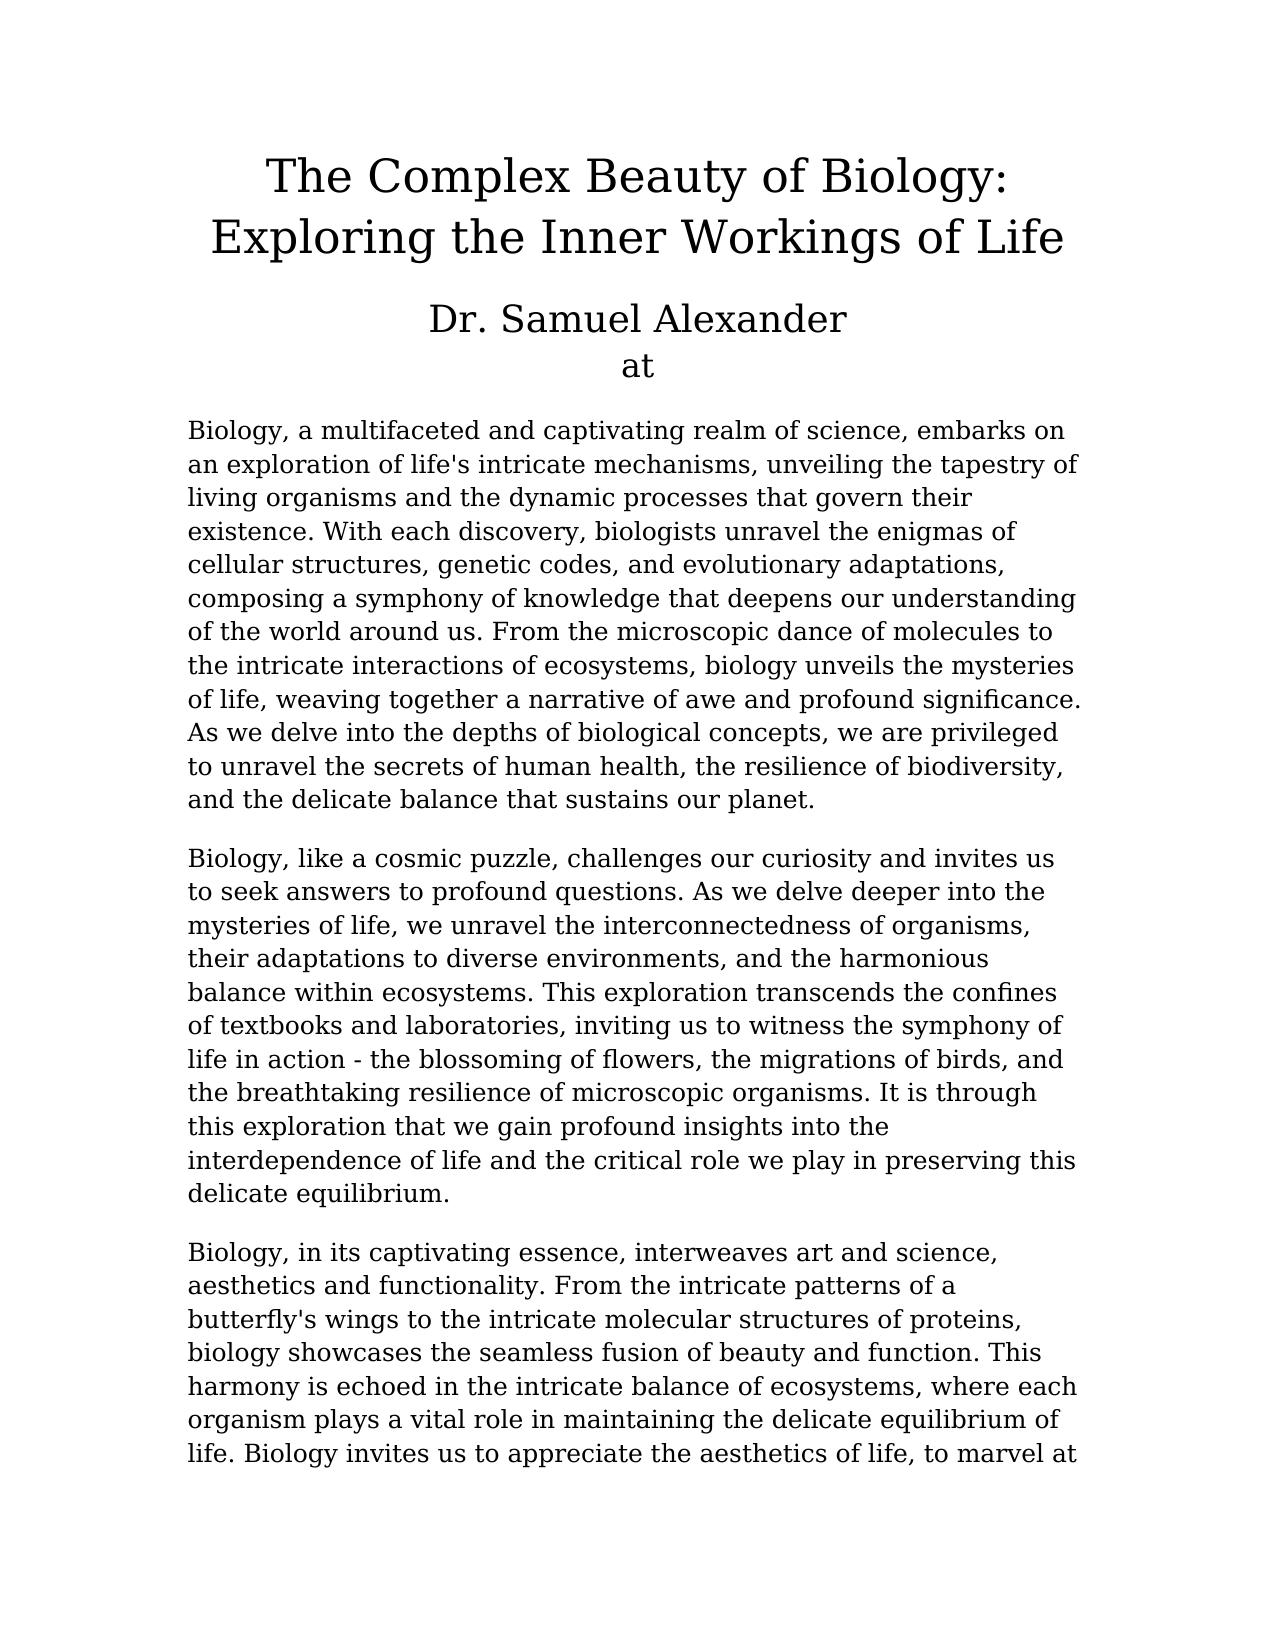 The Complex Beauty of Biology:
Exploring the Inner Workings of Life
Dr. Samuel Alexander
at
Biology, a multifaceted and captivating realm of science, embarks on
an exploration of life's intricate mechanisms, unveiling the tapestry of
living organisms and the dynamic processes that govern their
existence. With each discovery, biologists unravel the enigmas of
cellular structures, genetic codes, and evolutionary adaptations,
composing a symphony of knowledge that deepens our understanding
of the world around us. From the microscopic dance of molecules to
the intricate interactions of ecosystems, biology unveils the mysteries
of life, weaving together a narrative of awe and profound significance.
As we delve into the depths of biological concepts, we are privileged
to unravel the secrets of human health, the resilience of biodiversity,
and the delicate balance that sustains our planet.
Biology, like a cosmic puzzle, challenges our curiosity and invites us
to seek answers to profound questions. As we delve deeper into the
mysteries of life, we unravel the interconnectedness of organisms,
their adaptations to diverse environments, and the harmonious
balance within ecosystems. This exploration transcends the confines
of textbooks and laboratories, inviting us to witness the symphony of
life in action - the blossoming of flowers, the migrations of birds, and
the breathtaking resilience of microscopic organisms. It is through
this exploration that we gain profound insights into the
interdependence of life and the critical role we play in preserving this
delicate equilibrium.
Biology, in its captivating essence, interweaves art and science,
aesthetics and functionality. From the intricate patterns of a
butterfly's wings to the intricate molecular structures of proteins,
biology showcases the seamless fusion of beauty and function. This
harmony is echoed in the intricate balance of ecosystems, where each
organism plays a vital role in maintaining the delicate equilibrium of
life. Biology invites us to appreciate the aesthetics of life, to marvel at